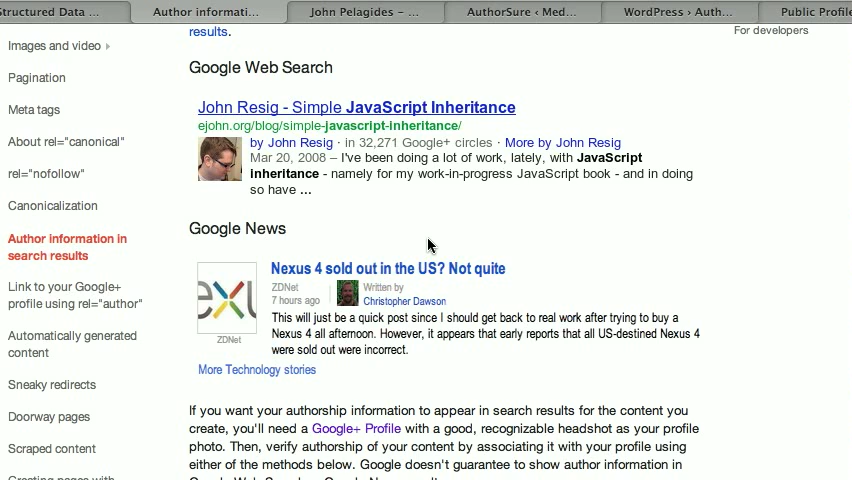 Structured Data ...
Author informati...
John Pelagides – ...
AuthorSure ‹ Med...
WordPress › Auth...
Public Profile
Images and video
Pagination
Meta tags
About rel="canonical"
rel="nofollow"
Canonicalization
Author information in
search results
Link to your Google+
profile using rel="author"
Automatically generated
content
Sneaky redirects
Doorway pages
Scraped content
results.
For developers
Google Web Search
John Resig - Simple JavaScript Inheritance
ejohn.org/blog/simple-javascript-inheritance/
by John Resig - in 32,271 Google+ circles - More by John Resig
Mar 20, 2008 – I've been doing a lot of work, lately, with JavaScript
inheritance - namely for my work-in-progress JavaScript book - and in doing
so have ...
Google News
Nexus 4 sold out in the US? Not quite
ZDNet
7 hours ago
Written by
Christopher Dawson
This will just be a quick post since I should get back to real work after trying to buy a
Nexus 4 all afternoon. However, it appears that early reports that all US-destined Nexus 4
were sold out were incorrect.
ZDNet
More Technology stories
If you want your authorship information to appear in search results for the content you
create, you'll need a Google+ Profile with a good, recognizable headshot as your profile
photo. Then, verify authorship of your content by associating it with your profile using
either of the methods below. Google doesn't guarantee to show author information in